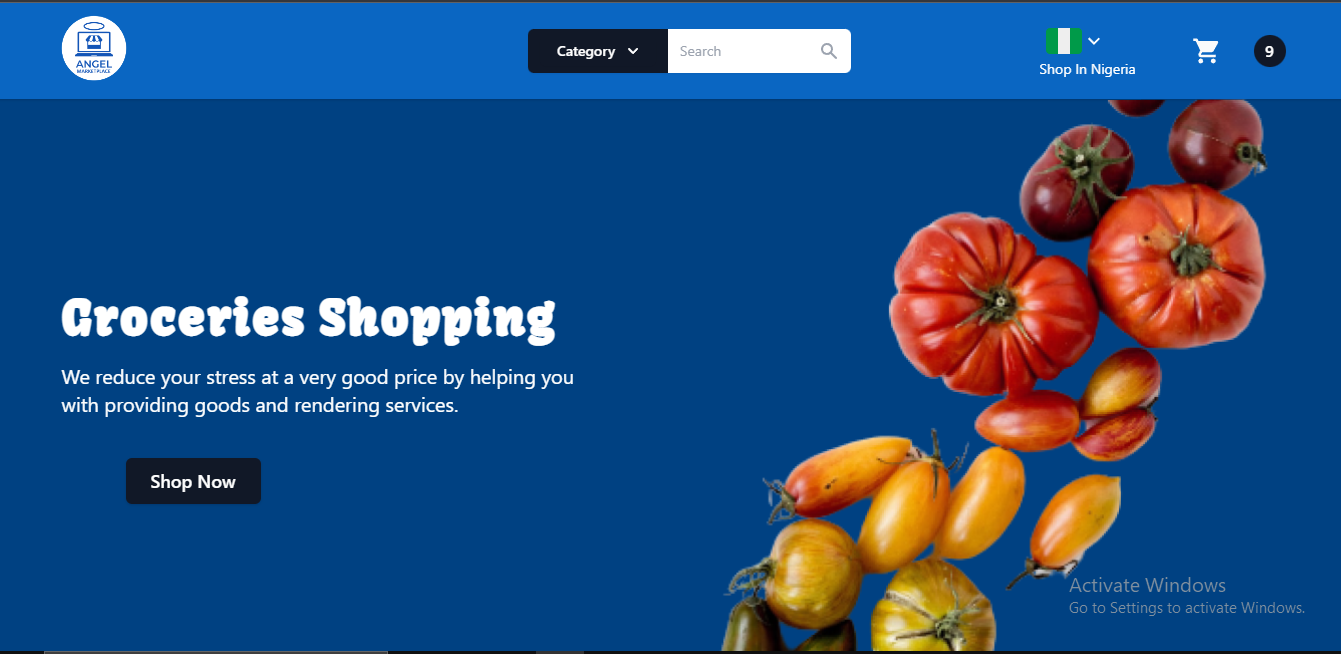 ANGEL
MARKETPLACE
Category
Search
Shop In Nigeria
9
Groceries Shopping
We reduce your stress at a very good price by helping you
with providing goods and rendering services.
Shop Now
Activate Windows
Go to Settings to activate Windows.